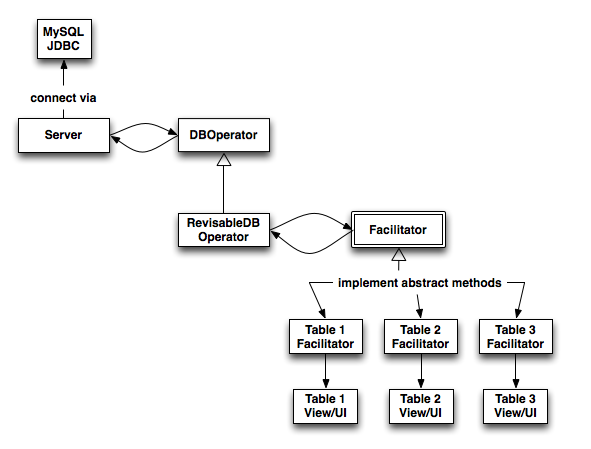 MySQL
JDBC
connect via
Server
DBOperator
RevisableDB
Operator
Facilitator
implement abstract methods
Table 1
Facilitator
Table 2
Facilitator
Table 3
Facilitator
Table 1
View/UI
Table 2
View/UI
Table 3
View/UI